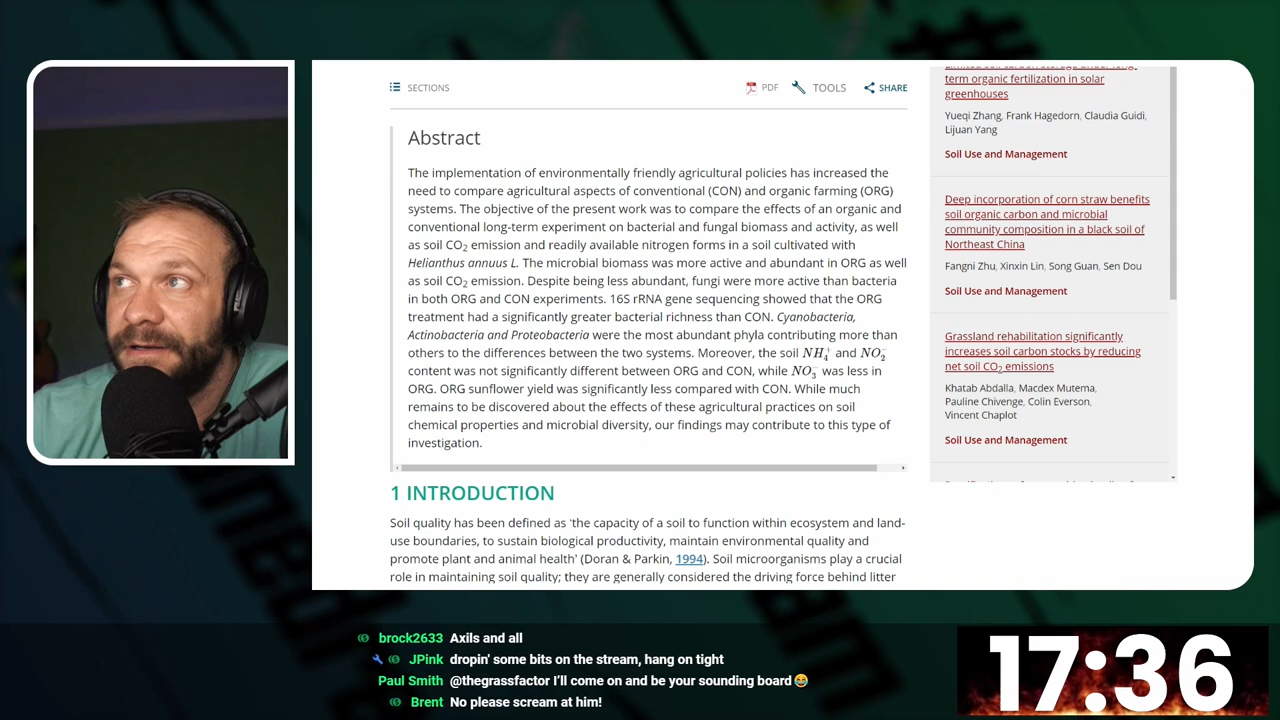 SECTIONS
PDF
TOOLS
SHARE
Abstract
The implementation of environmentally friendly agricultural policies has increased the
need to compare agricultural aspects of conventional (CON) and organic farming (ORG)
systems. The objective of the present work was to compare the effects of an organic and
conventional long-term experiment on bacterial and fungal biomass and activity, as well
as soil CO2 emission and readily available nitrogen forms in a soil cultivated with
Helianthus annuus L. The microbial biomass was more active and abundant in ORG as well
as soil CO2 emission. Despite being less abundant, fungi were more active than bacteria
in both ORG and CON experiments. 16S rRNA gene sequencing showed that the ORG
treatment had a significantly greater bacterial richness than CON. Cyanobacteria,
Actinobacteria and Proteobacteria were the most abundant phyla contributing more than
others to the differences between the two systems. Moreover, the soil NH4+ and NO2−
content was not significantly different between ORG and CON, while NO3− was less in
ORG. ORG sunflower yield was significantly less compared with CON. While much
remains to be discovered about the effects of these agricultural practices on soil
chemical properties and microbial diversity, our findings may contribute to this type of
investigation.
1 INTRODUCTION
Soil quality has been defined as ‘the capacity of a soil to function within ecosystem and land-
use boundaries, to sustain biological productivity, maintain environmental quality and
promote plant and animal health’ (Doran & Parkin, 1994). Soil microorganisms play a crucial
role in maintaining soil quality; they are generally considered the driving force behind litter
Limited soil carbon storage under long-
term organic fertilization in solar
greenhouses
Yueqi Zhang, Frank Hagedorn, Claudia Guidi,
Lijuan Yang
Soil Use and Management
Deep incorporation of corn straw benefits
soil organic carbon and microbial
community composition in a black soil of
Northeast China
Fangni Zhu, Xinxin Lin, Song Guan, Sen Dou
Soil Use and Management
Grassland rehabilitation significantly
increases soil carbon stocks by reducing
net soil CO2 emissions
Khatab Abdalla, Macdex Mutema,
Pauline Chivenge, Colin Everson,
Vincent Chaplot
Soil Use and Management
brock2633 Axils and all
JPink dropin' some bits on the stream, hang on tight
Paul Smith @thegrassfactor I’ll come on and be your sounding board😂
Brent No please scream at him!
17:36